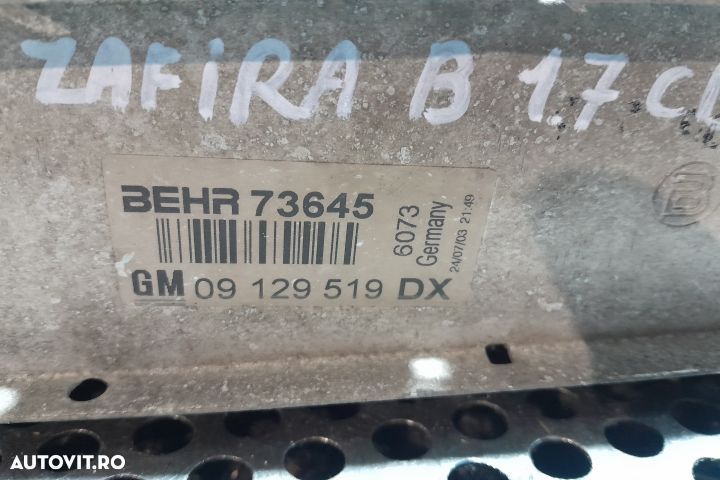 ZAFIRA B 1.7 CD
BEHR 73645
6073
Germany
24/07/03 21:49
GM 09 129 519 DX
AUTOVIT.RO